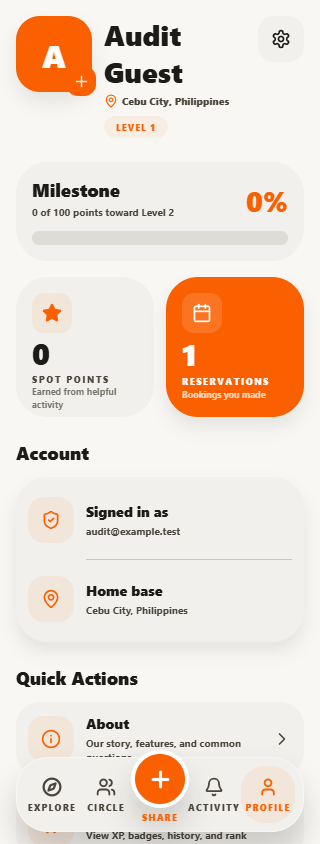 A
Audit
Guest
Cebu City, Philippines
LEVEL 1
Milestone
0 of 100 points toward Level 2
0%
0
SPOT POINTS
Earned from helpful
activity
1
RESERVATIONS
Bookings you made
Account
Signed in as
audit@example.test
Home base
Cebu City, Philippines
Quick Actions
About
Our story, features, and common
EXPLORE
CIRCLE
SHARE
ACTIVITY
PROFILE
View XP, badges, history, and rank